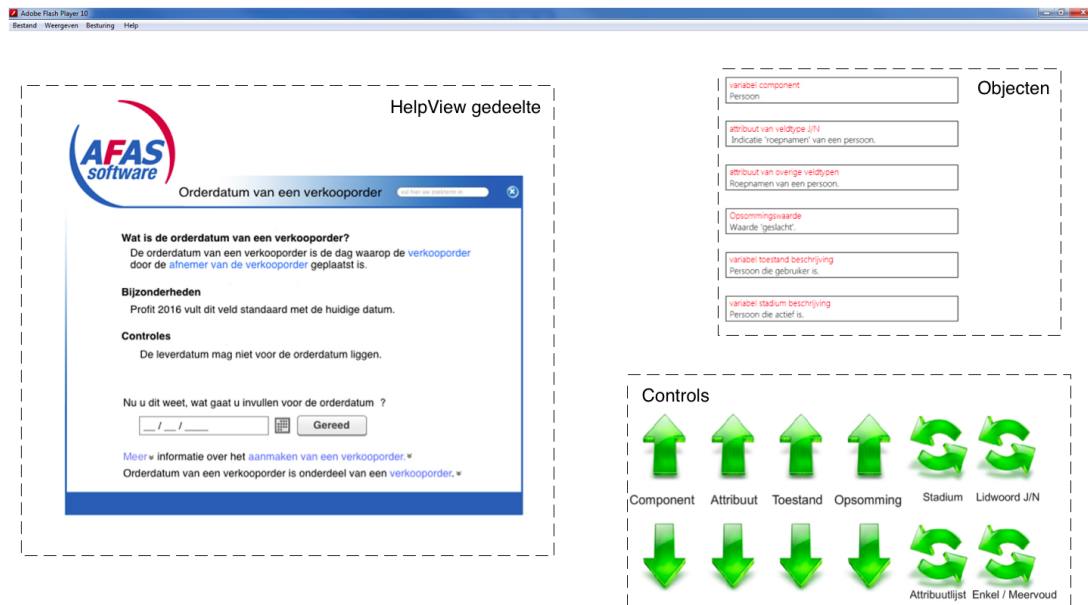 Adobe Flash Player 10
Bestand Weergeven Besturing Help
HelpView gedeelte
AFAS
software
Orderdatum van een verkooporder
Wat is de orderdatum van een verkooporder?
De orderdatum van een verkooporder is de dag waarop de verkooporder
door de afnemer van de verkooporder geplaatst is.
Bijzonderheden
Profit 2016 vult dit veld standaard met de huidige datum.
Controles
De leverdatum mag niet voor de orderdatum liggen.
Nu u dit weet, wat gaat u invullen voor de orderdatum ?
__ / __ / ____ Gereed
Meer informatie over het aanmaken van een verkooporder.
Orderdatum van een verkooporder is onderdeel van een verkooporder.
Objecten
variabel component
Persoon
attribuut van veldtype J/N
Indicatie 'roepnamen' van een persoon.
attribuut van overige veldtypen
Roepnamen van een persoon.
Opsommingswaarde
Waarde 'geslacht'.
variabel toestand beschrijving
Persoon die gebruiker is.
variabel stadium beschrijving
Persoon die actief is.
Controls
Component Attribuut Toestand Opsomming Stadium Lidwoord J/N
Attribuutlijst Enkel / Meervoud